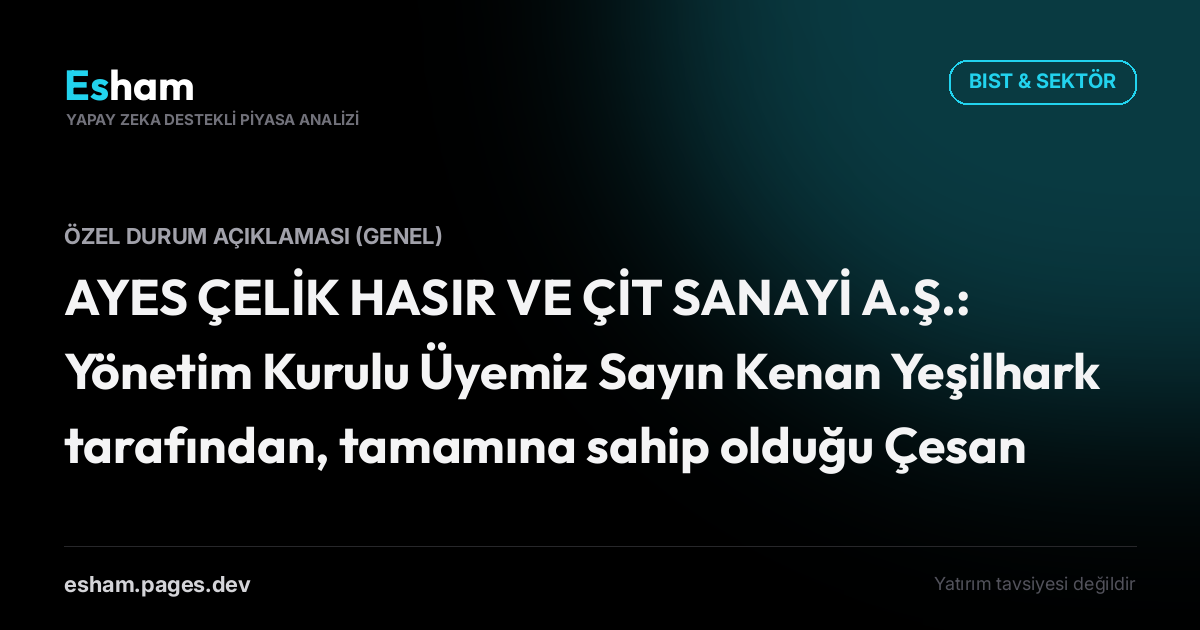 Esham
YAPAY ZEKA DESTEKLİ PİYASA ANALİZİ
BIST & SEKTÖR
ÖZEL DURUM AÇIKLAMASI (GENEL)
AYES ÇELİK HASIR VE ÇİT SANAYİ A.Ş.:
Yönetim Kurulu Üyemiz Sayın Kenan Yeşilhark
tarafından, tamamına sahip olduğu Çesan
esham.pages.dev
Yatırım tavsiyesi değildir